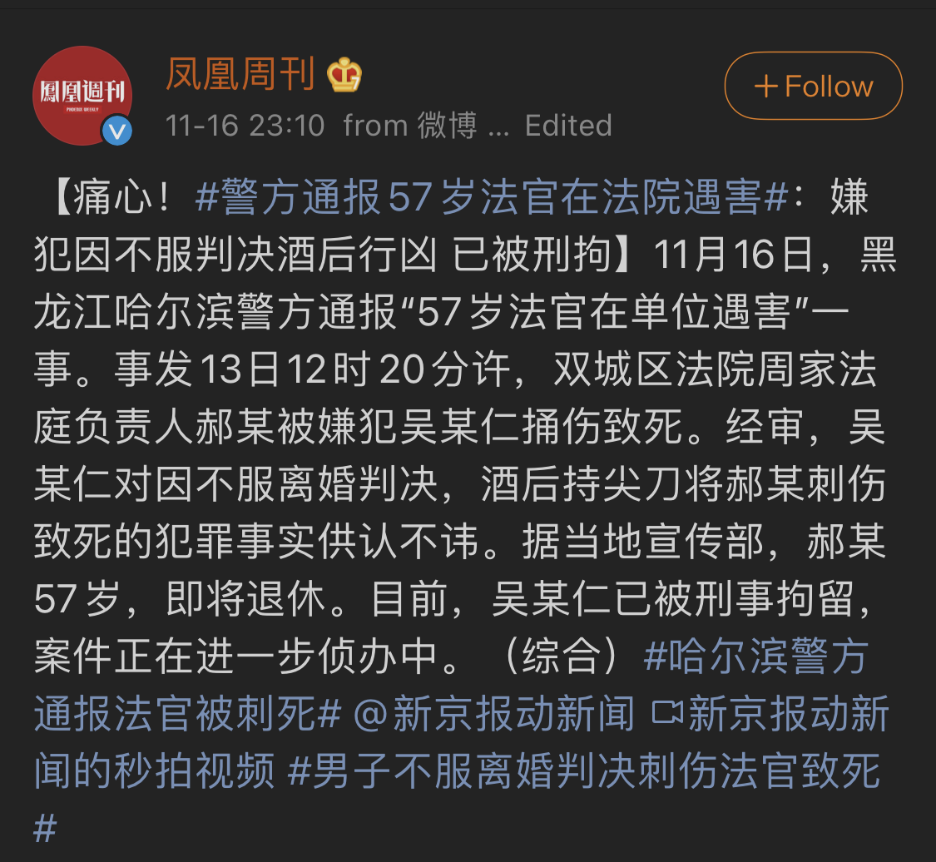 鳳凰週刊
PHOENIX WEEKLY
凤凰周刊
7
+Follow
11-16 23:10 from 微博 ... Edited
【痛心！#警方通报57岁法官在法院遇害#：嫌
犯因不服判决酒后行凶 已被刑拘】11月16日，黑
龙江哈尔滨警方通报“57岁法官在单位遇害”一
事。事发13日12时20分许，双城区法院周家法
庭负责人郝某被嫌犯吴某仁捅伤致死。经审，吴
某仁对因不服离婚判决，酒后持尖刀将郝某刺伤
致死的犯罪事实供认不讳。据当地宣传部，郝某
57岁，即将退休。目前，吴某仁已被刑事拘留，
案件正在进一步侦办中。（综合）#哈尔滨警方
通报法官被刺死# @新京报动新闻 新京报动新
闻的秒拍视频 #男子不服离婚判决刺伤法官致死
#